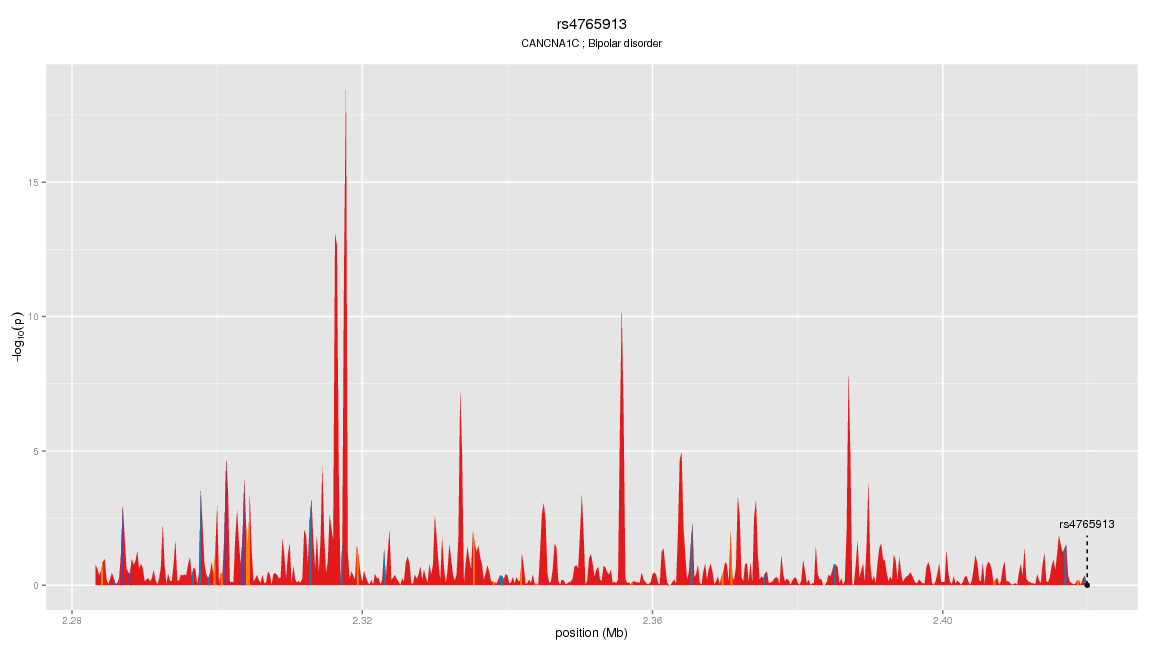 rs4765913
CANCNA1C ; Bipolar disorder
15
10
5
0
−log10(p)
rs4765913
2.28
2.32
2.36
2.40
position (Mb)